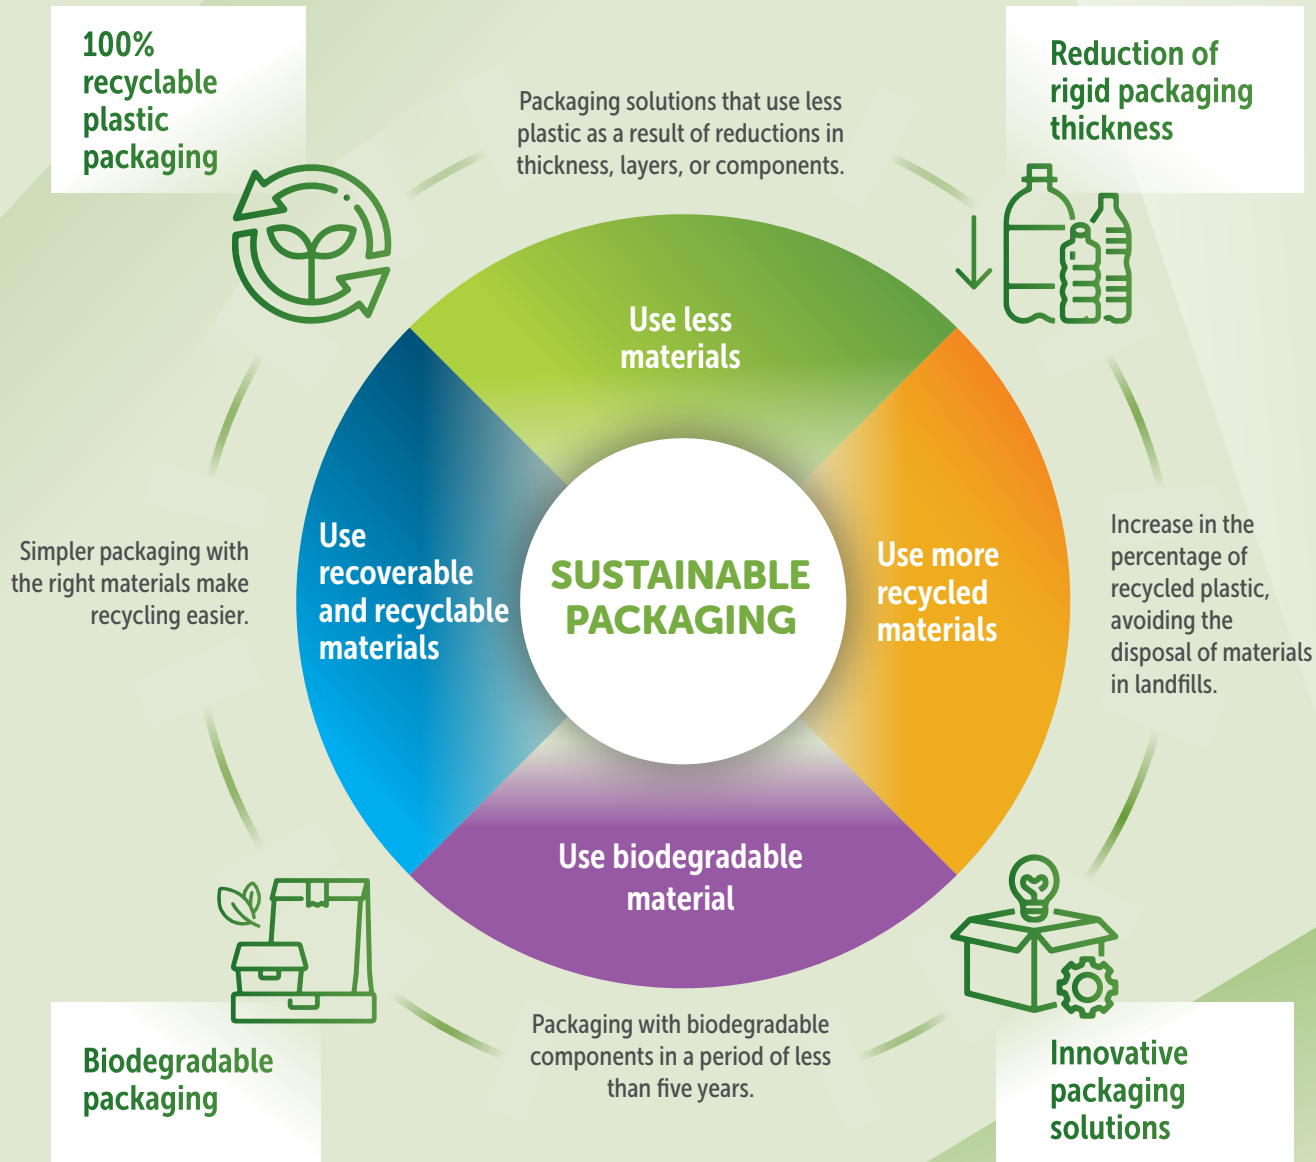 100%
recyclable
plastic
packaging
Packaging solutions that use less
plastic as a result of reductions in
thickness, layers, or components.
Reduction of
rigid packaging
thickness
Use less
materials
Simpler packaging with
the right materials make
recycling easier.
Use
recoverable
and recyclable
materials
SUSTAINABLE
PACKAGING
Use more
recycled
materials
Increase in the
percentage of
recycled plastic,
avoiding the
disposal of materials
in landfills.
Use biodegradable
material
Biodegradable
packaging
Packaging with biodegradable
components in a period of less
than five years.
Innovative
packaging
solutions